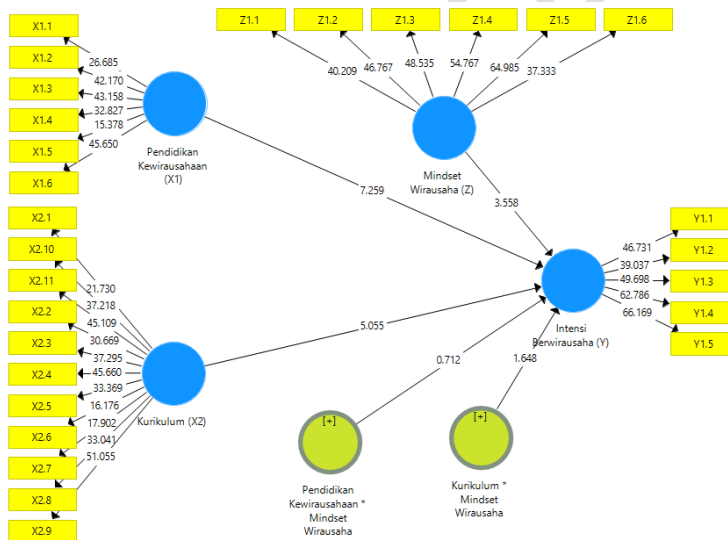 X1.1
X1.2
X1.3
X1.4
X1.5
X1.6
26.685
42.170
43.158
32.827
15.378
45.650
Pendidikan
Kewirausahaan
(X1)
Z1.1
Z1.2
Z1.3
Z1.4
Z1.5
Z1.6
40.209
46.767
48.535
54.767
64.985
37.333
Mindset
Wirausaha (Z)
7.259
3.558
X2.1
X2.10
X2.11
X2.2
X2.3
X2.4
X2.5
X2.6
X2.7
X2.8
X2.9
21.730
37.218
45.109
30.669
37.295
45.660
33.369
16.176
17.902
33.041
51.055
Kurikulum (X2)
5.055
0.712
1.648
Y1.1
Y1.2
Y1.3
Y1.4
Y1.5
46.731
39.037
49.698
62.786
66.169
Intensi
Berwirausaha (Y)
[+]
Pendidikan
Kewirausahaan *
Mindset
Wirausaha
[+]
Kurikulum *
Mindset
Wirausaha